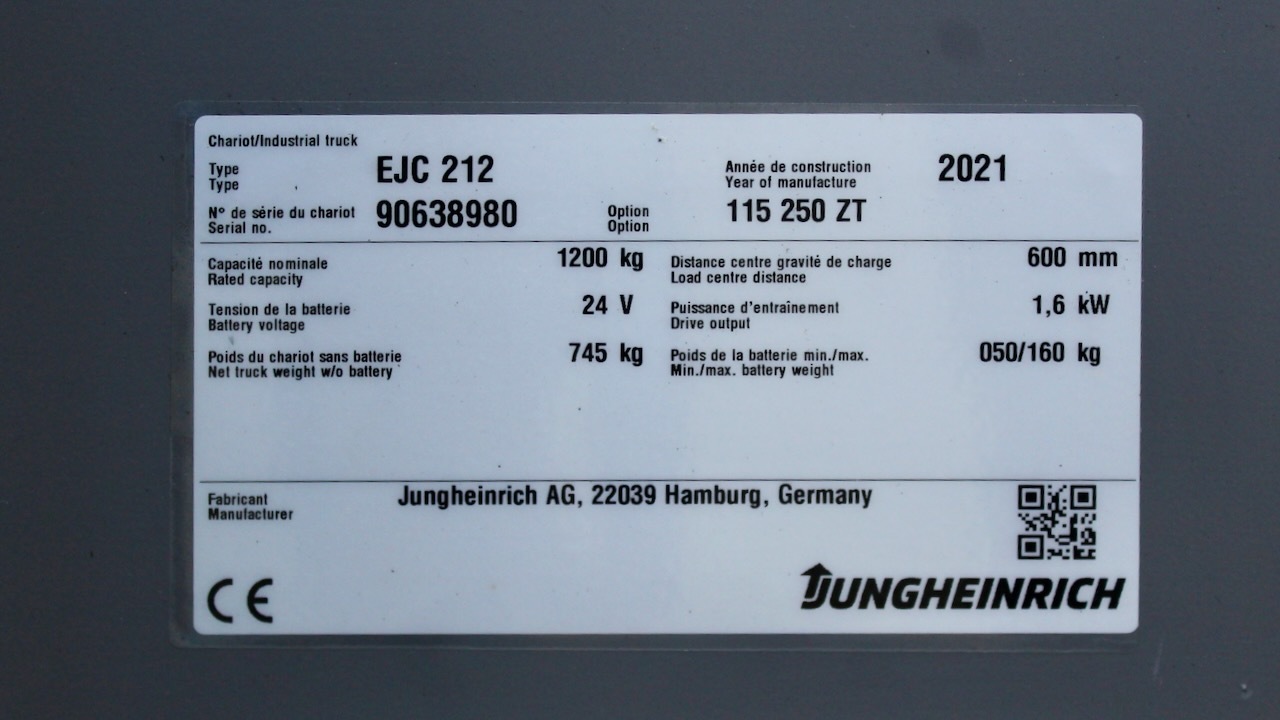 Chariot/Industrial truck
Type EJC 212 Année de construction 2021
Type Year of manufacture
N° de série du chariot 90638980 Option 115 250 ZT
Serial no. Option
Capacité nominale 1200 kg Distance centre gravité de charge 600 mm
Rated capacity Load centre distance
Tension de la batterie 24 V Puissance d'entraînement 1,6 kW
Battery voltage Drive output
Poids du chariot sans batterie 745 kg Poids de la batterie min./max. 050/160 kg
Net truck weight w/o battery Min./max. battery weight
Fabricant Jungheinrich AG, 22039 Hamburg, Germany
Manufacturer
CE JUNGHEINRICH